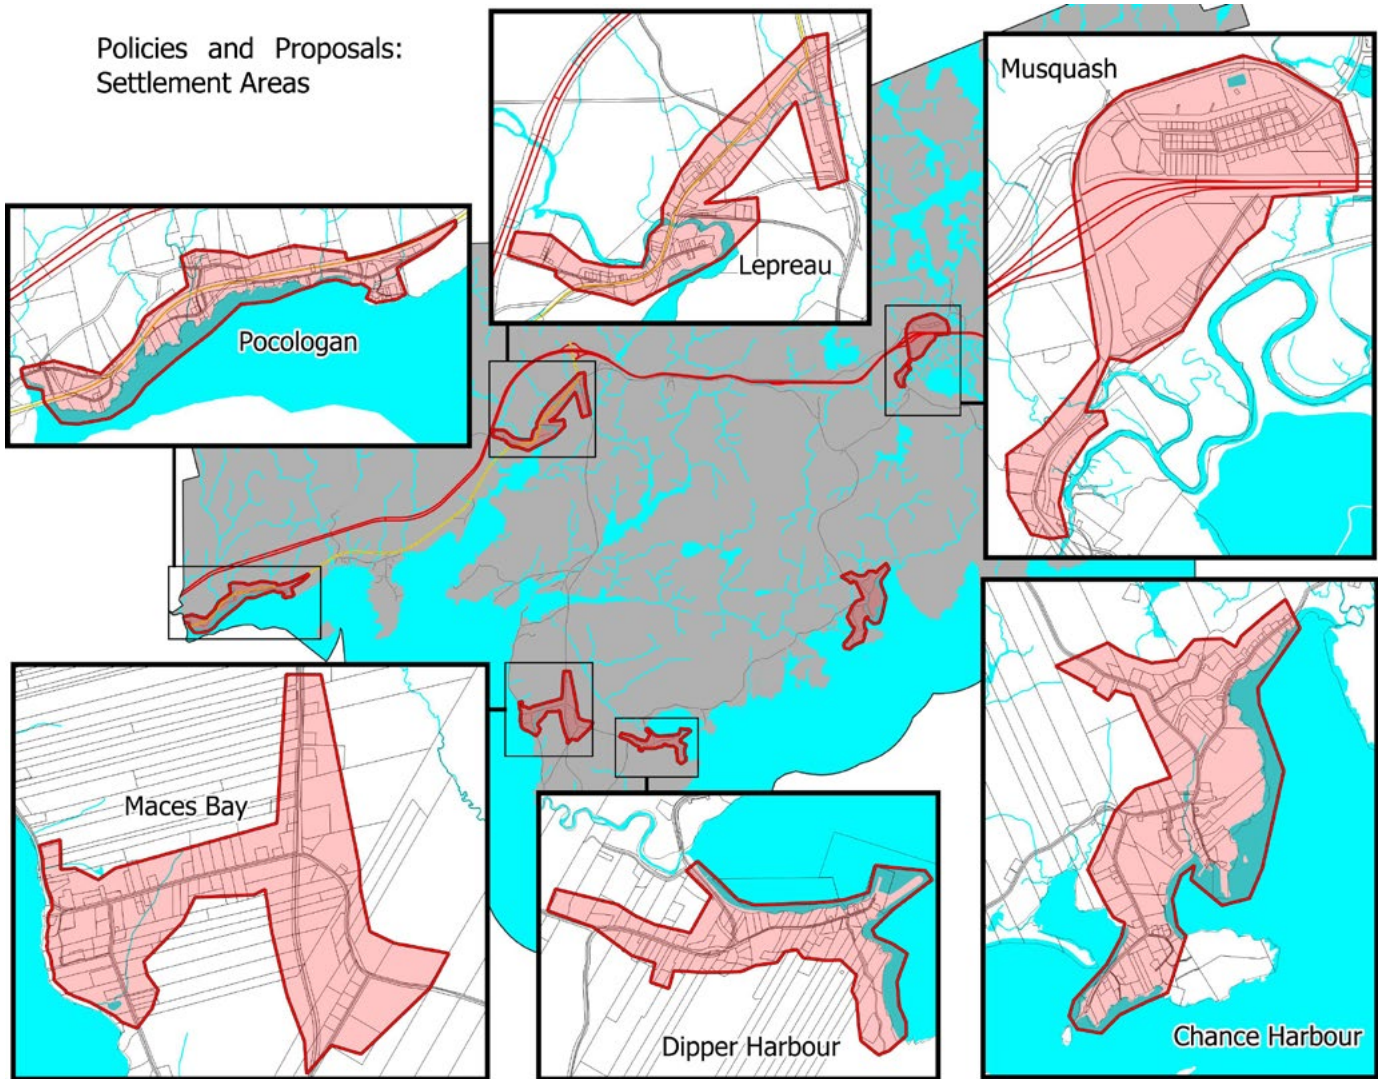 Policies and Proposals:
Settlement Areas
Musquash
Lepreau
Pocologan
Maces Bay
Dipper Harbour
Chance Harbour